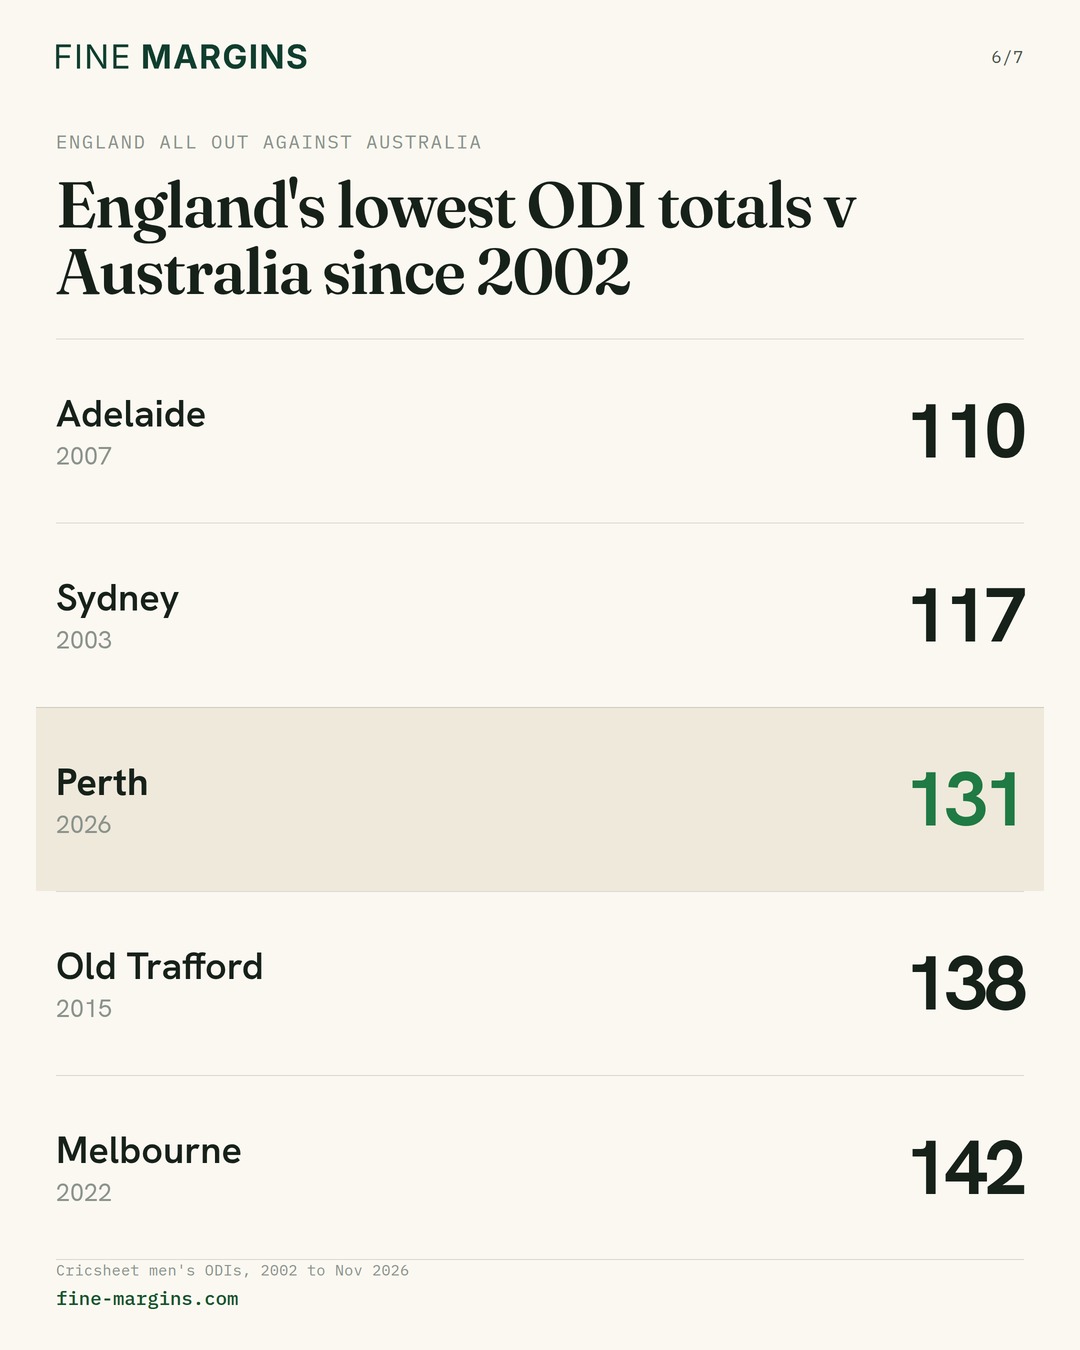 FINE MARGINS
6/7
ENGLAND ALL OUT AGAINST AUSTRALIA
England's lowest ODI totals v
Australia since 2002
Adelaide
2007
110
Sydney
2003
117
Perth
2026
131
Old Trafford
2015
138
Melbourne
2022
142
Cricsheet men's ODIs, 2002 to Nov 2026
fine-margins.com